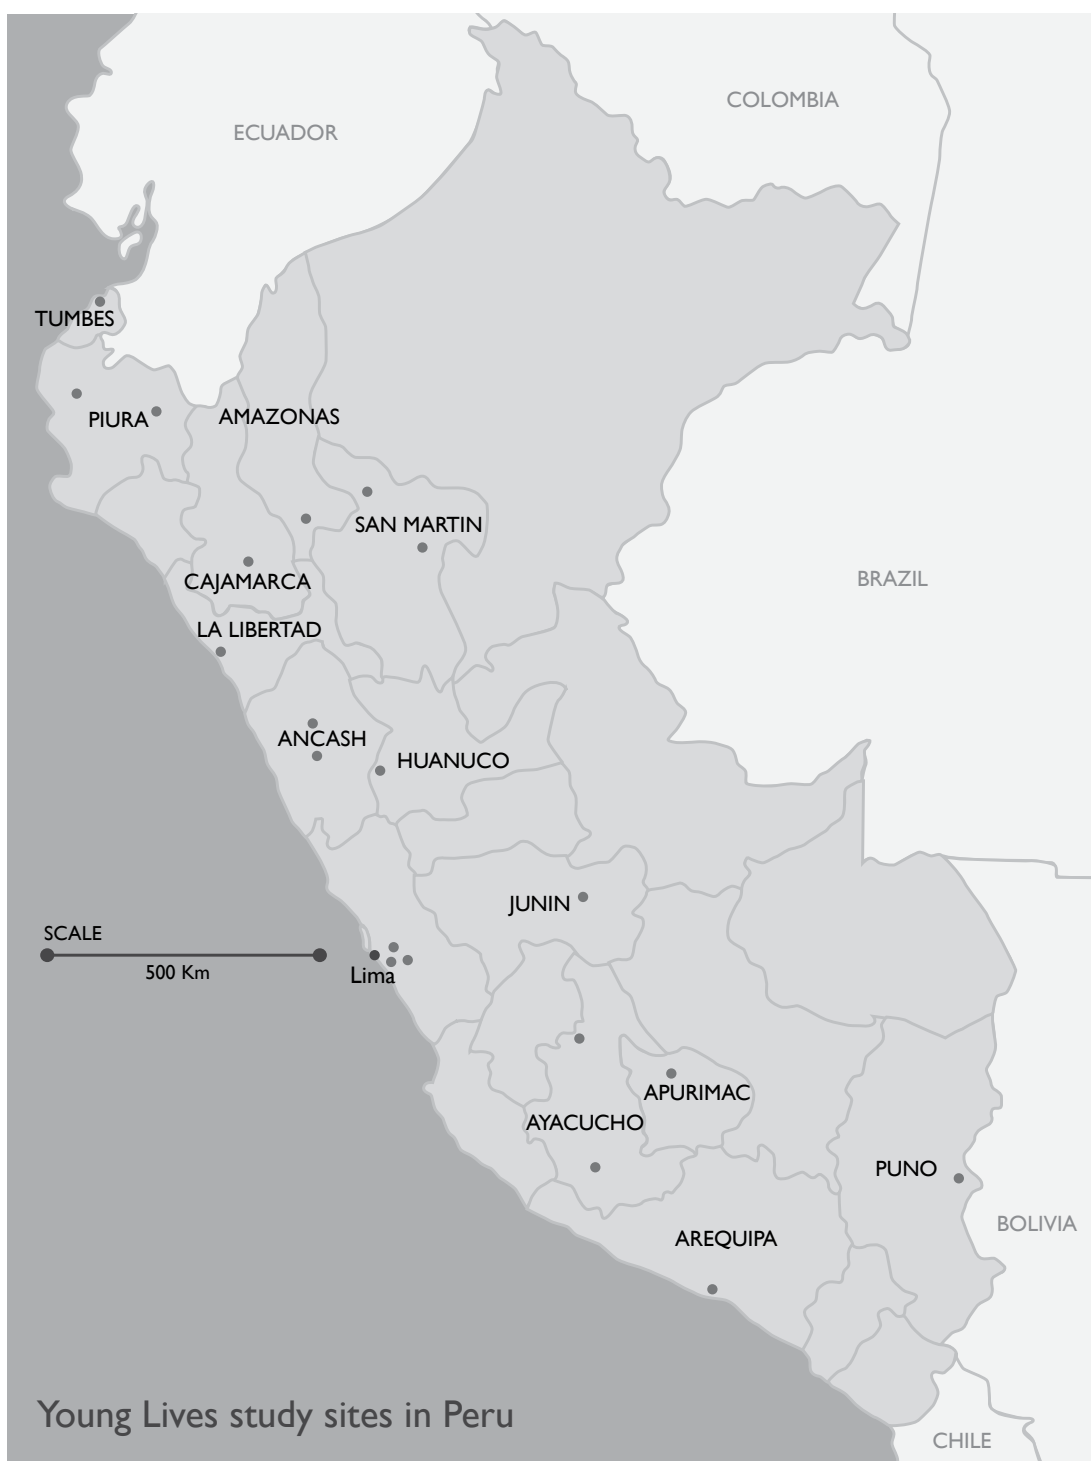 COLOMBIA
ECUADOR
TUMBES
PIURA
AMAZONAS
SAN MARTIN
CAJAMARCA
BRAZIL
LA LIBERTAD
ANCASH
HUANUCO
JUNIN
SCALE
500 Km
Lima
APURIMAC
AYACUCHO
PUNO
BOLIVIA
AREQUIPA
Young Lives study sites in Peru
CHILE